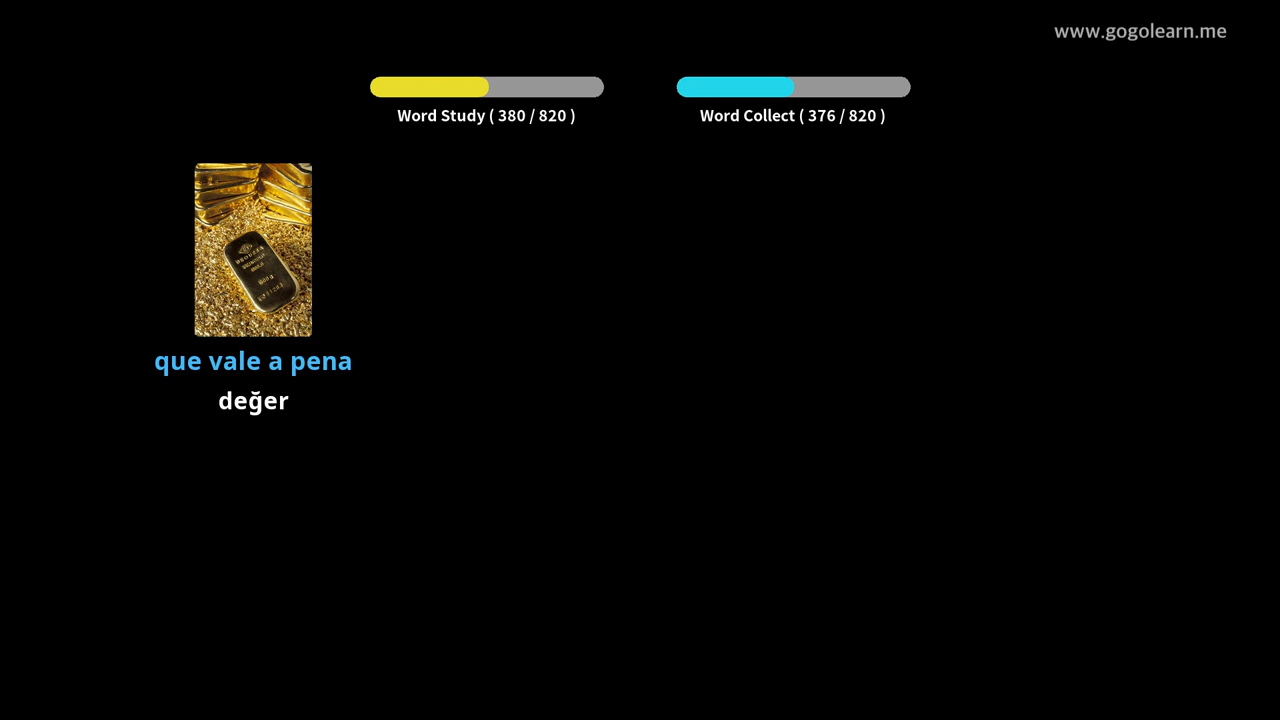 www.gogolearn.me
Word Study ( 380 / 820 )
Word Collect ( 376 / 820 )
que vale a pena
değer